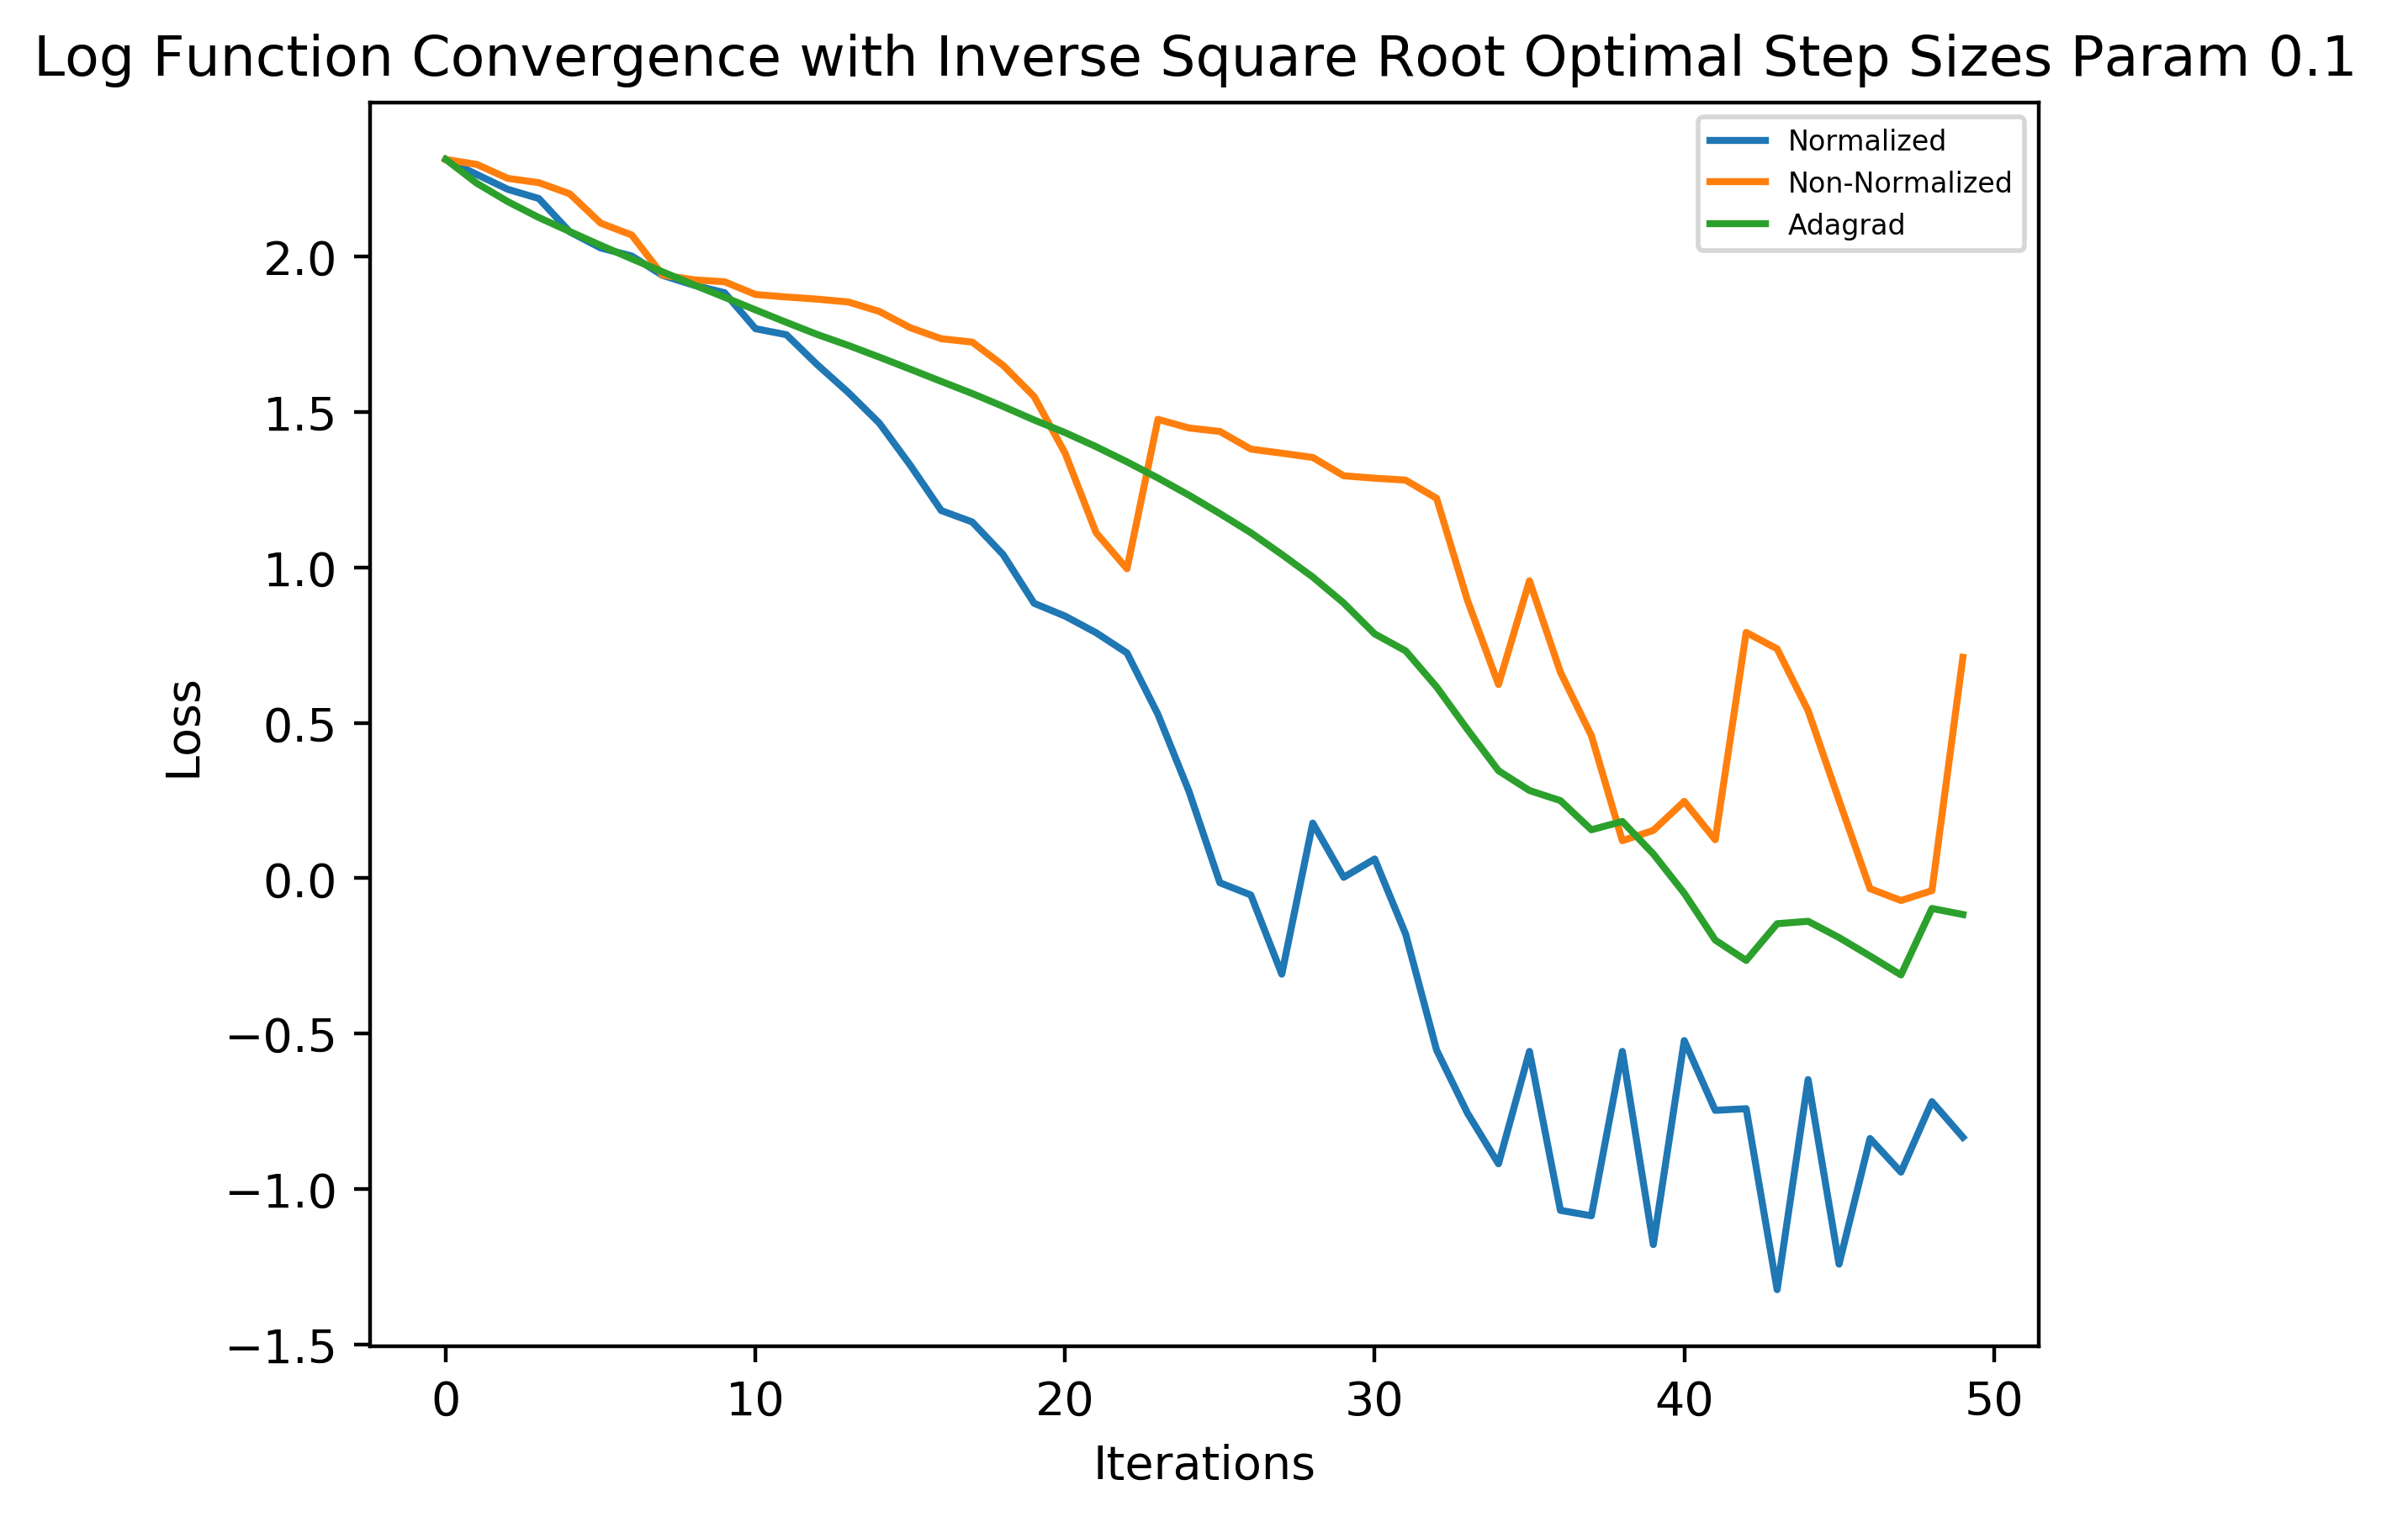 Log Function Convergence with Inverse Square Root Optimal Step Sizes Param 0.1
Normalized
Non-Normalized
Adagrad
Loss
2.0
1.5
1.0
0.5
0.0
−0.5
−1.0
−1.5
0 10 20 30 40 50
Iterations